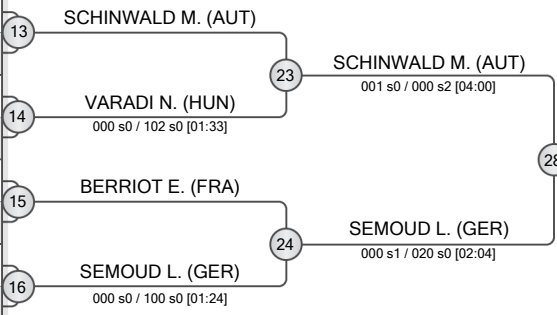 SCHINWALD M. (AUT)
13
23
SCHINWALD M. (AUT)
001 s0 / 000 s2 [04:00]
VARADI N. (HUN)
14
000 s0 / 102 s0 [01:33]
28
BERRIOT E. (FRA)
15
SEMOUD L. (GER)
24
000 s1 / 020 s0 [02:04]
SEMOUD L. (GER)
16
000 s0 / 100 s0 [01:24]